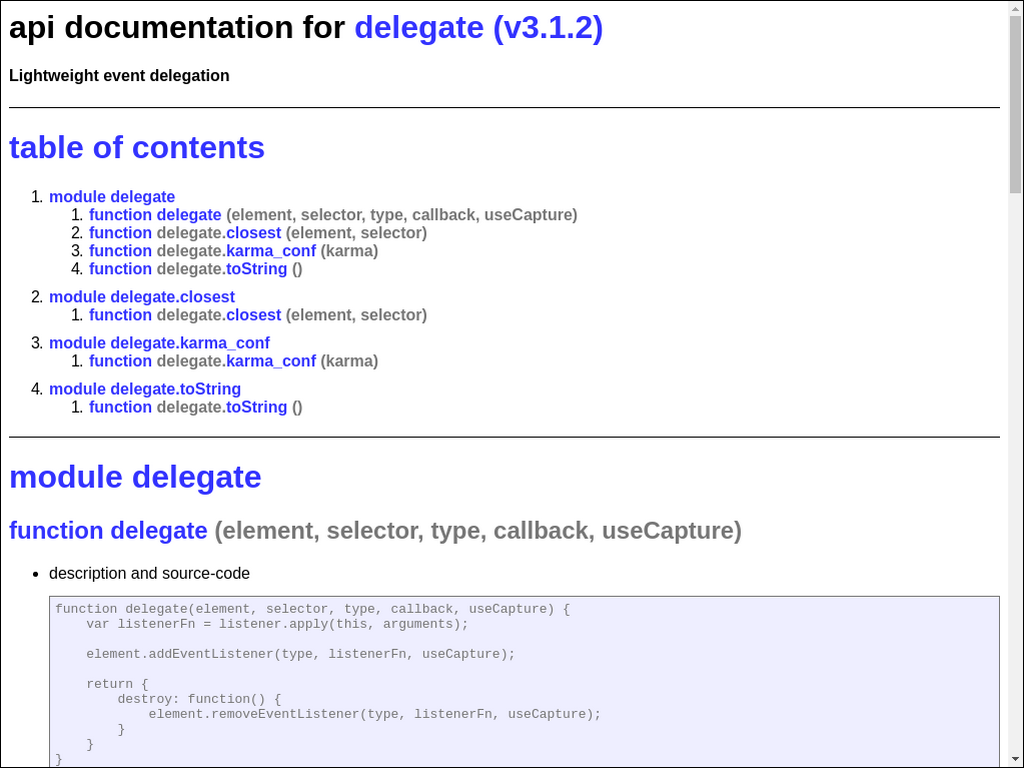 api documentation for delegate (v3.1.2)
Lightweight event delegation
table of contents
1. module delegate
1. function delegate (element, selector, type, callback, useCapture)
2. function delegate.closest (element, selector)
3. function delegate.karma_conf (karma)
4. function delegate.toString ()
2. module delegate.closest
1. function delegate.closest (element, selector)
3. module delegate.karma_conf
1. function delegate.karma_conf (karma)
4. module delegate.toString
1. function delegate.toString ()
module delegate
function delegate (element, selector, type, callback, useCapture)
• description and source-code
function delegate(element, selector, type, callback, useCapture) {
    var listenerFn = listener.apply(this, arguments);
    element.addEventListener(type, listenerFn, useCapture);
    return {
        destroy: function() {
            element.removeEventListener(type, listenerFn, useCapture);
        }
    }
}